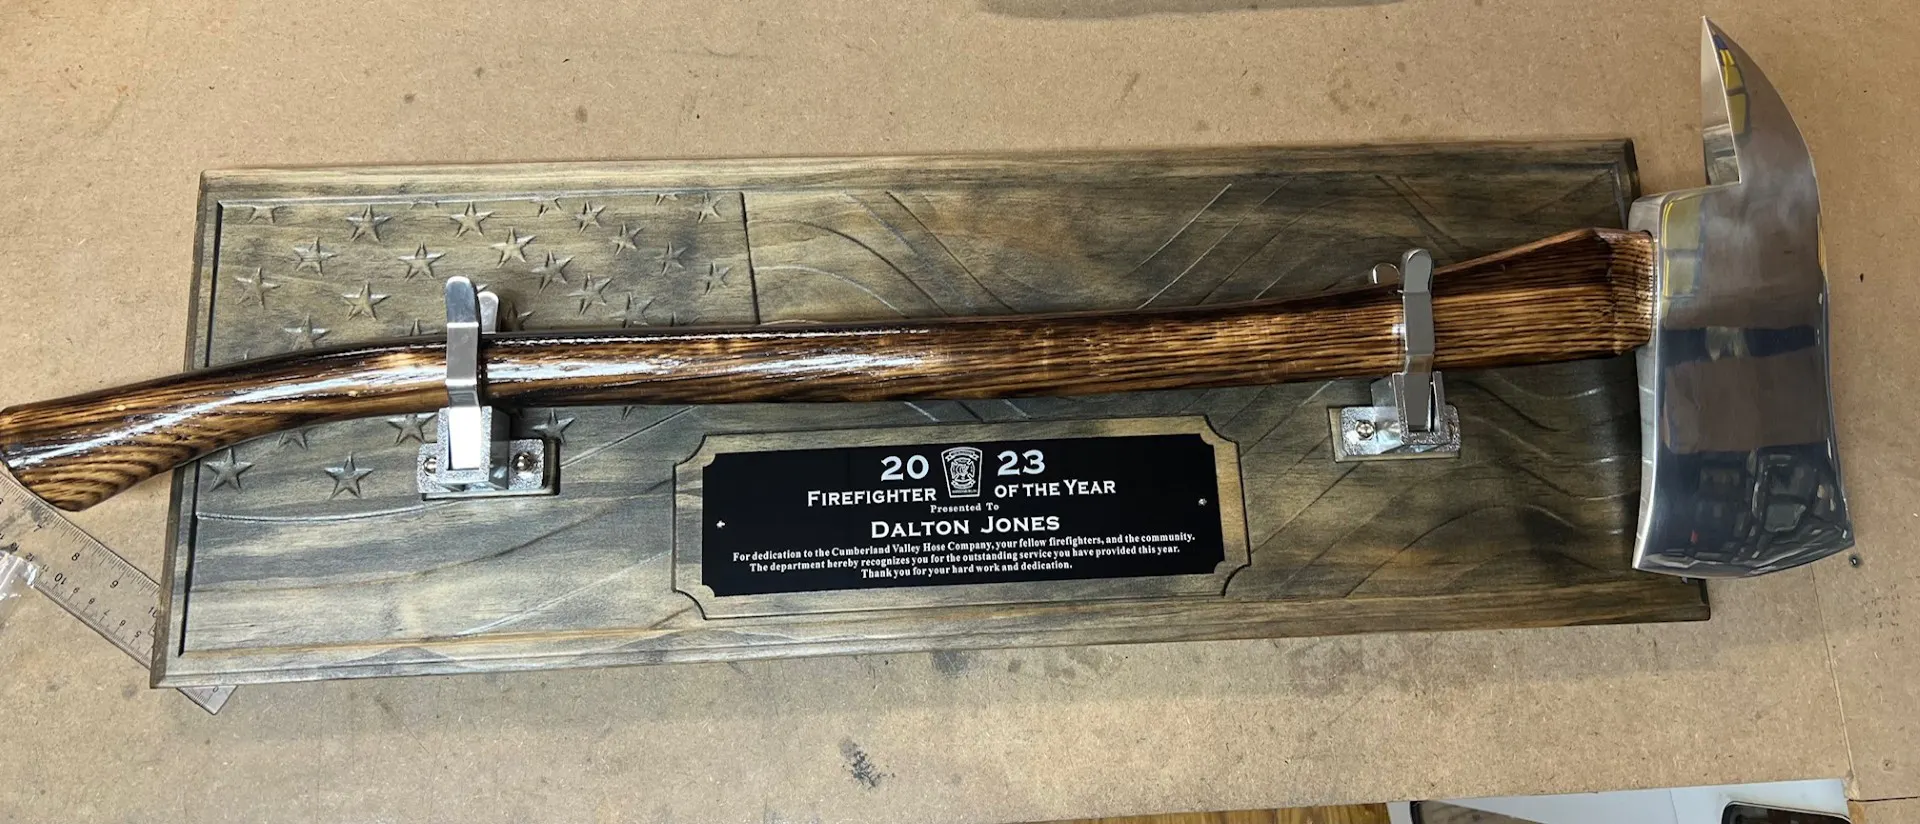 20 23
FIREFIGHTER OF THE YEAR
Presented To
DALTON JONES
For dedication to the Cumberland Valley Hose Company, your fellow firefighters, and the community.
The department hereby recognizes you for the outstanding service you have provided this year.
Thank you for your hard work and dedication.